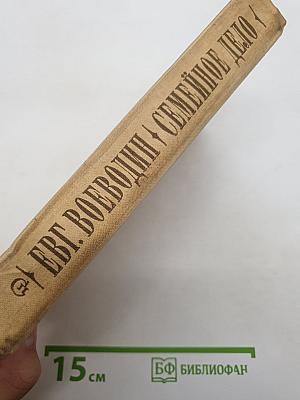 ЕВГ. ВОЕВОДИН СЕМЕЙНОЕ ДЕЛО
15 см БФ БИБЛИОФАН